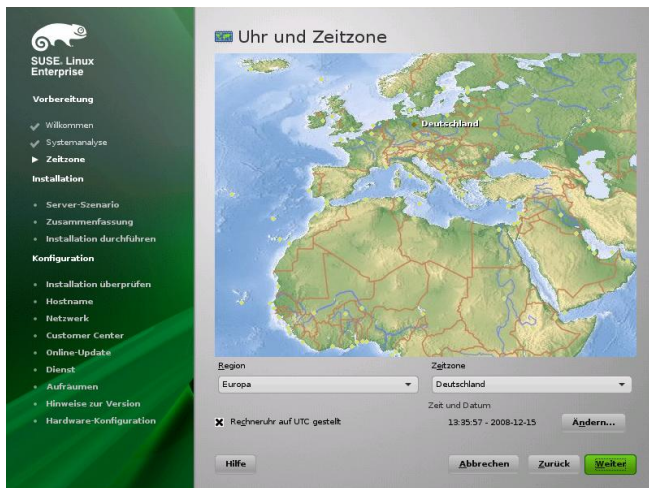 SUSE. Linux
Enterprise
Vorbereitung
Willkommen
Systemanalyse
Zeitzone
Installation
Server-Szenario
Zusammenfassung
Installation durchführen
Konfiguration
Installation überprüfen
Hostname
Netzwerk
Customer Center
Online-Update
Dienst
Aufräumen
Hinweise zur Version
Hardware-Konfiguration
Uhr und Zeitzone
Deutschland
Region
Zeitzone
Europa
Deutschland
Zeit und Datum
Rechneruhr auf UTC gestellt
13:35:57 - 2008-12-15
Ändern...
Hilfe
Abbrechen
Zurück
Weiter